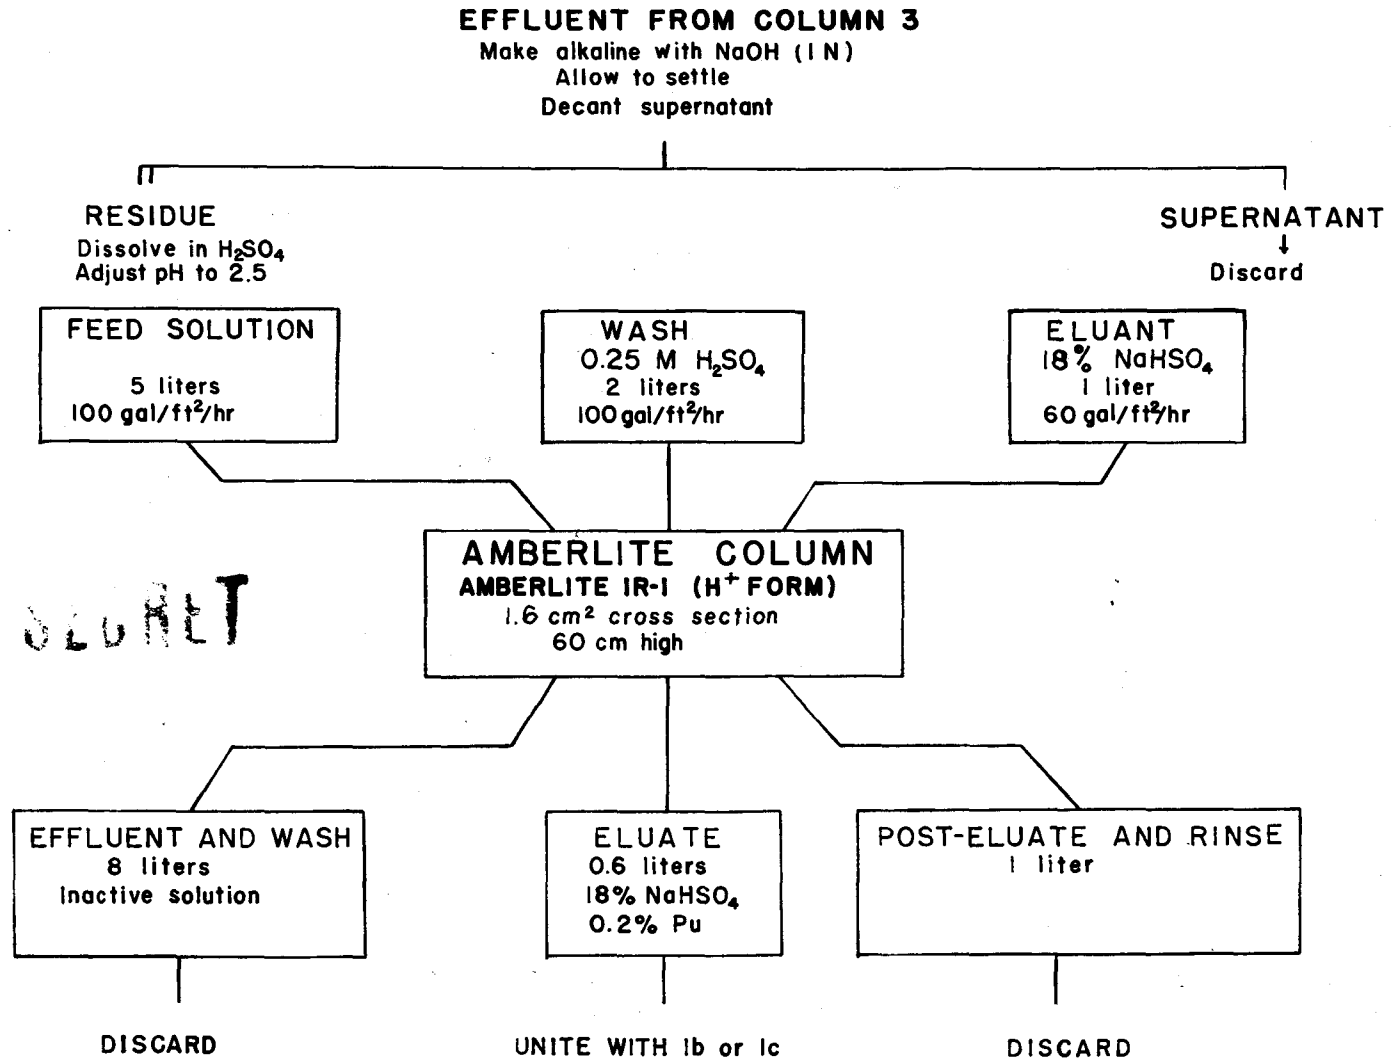 EFFLUENT FROM COLUMN 3
Make alkaline with NaOH (1 N)
Allow to settle
Decant supernatant
RESIDUE
Dissolve in H₂SO₄
Adjust pH to 2.5
SUPERNATANT
↓
Discard
FEED SOLUTION
5 liters
100 gal/ft²/hr
WASH
0.25 M H₂SO₄
2 liters
100 gal/ft²/hr
ELUANT
18% NaHSO₄
1 liter
60 gal/ft²/hr
AMBERLITE COLUMN
AMBERLITE IR-1 (H⁺ FORM)
1.6 cm² cross section
60 cm high
SECRET
EFFLUENT AND WASH
8 liters
Inactive solution
ELUATE
0.6 liters
18% NaHSO₄
0.2% Pu
POST-ELUATE AND RINSE
1 liter
DISCARD
UNITE WITH 1b or 1c
DISCARD